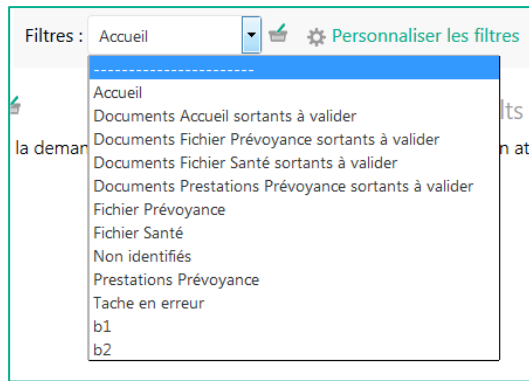 Filtres : Accueil Personnaliser les filtres
-----------------------
Accueil
lts
Documents Accueil sortants à valider
Documents Fichier Prévoyance sortants à valider
la deman
n at
Documents Fichier Santé sortants à valider
Documents Prestations Prévoyance sortants à valider
Fichier Prévoyance
Fichier Santé
Non identifiés
Prestations Prévoyance
Tache en erreur
b1
b2